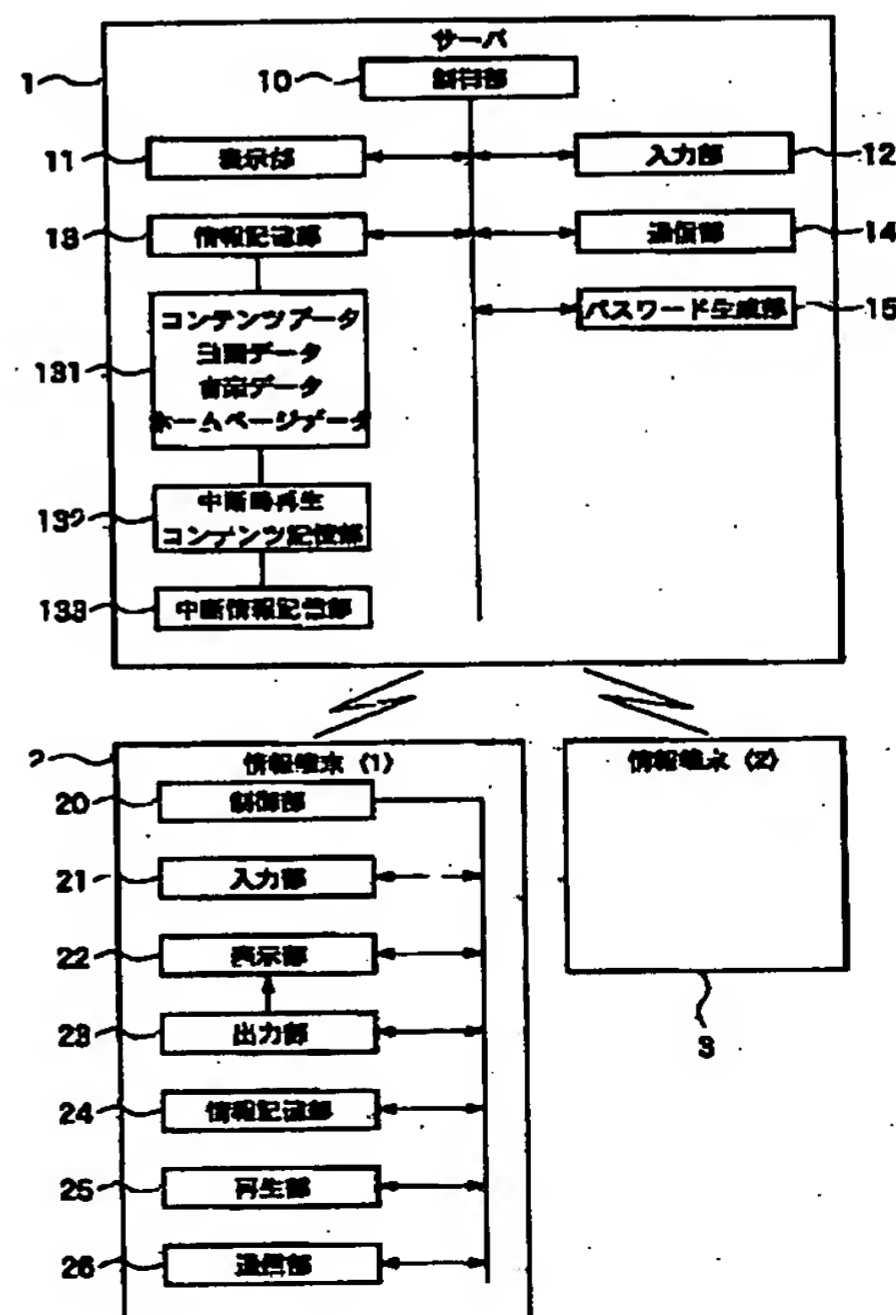 サーバ
1
10 制御部
11 表示部
入力部 12
13 情報記憶部
通信部 14
パスワード生成部 15
131
コンテンツデータ
映画データ
音楽データ
ホームページデータ
132
中断時再生
コンテンツ記憶部
133 中断情報記憶部
2
情報端末（1）
情報端末（2）
20 制御部
21 入力部
22 表示部
23 出力部
3
24 情報記憶部
25 再生部
26 通信部